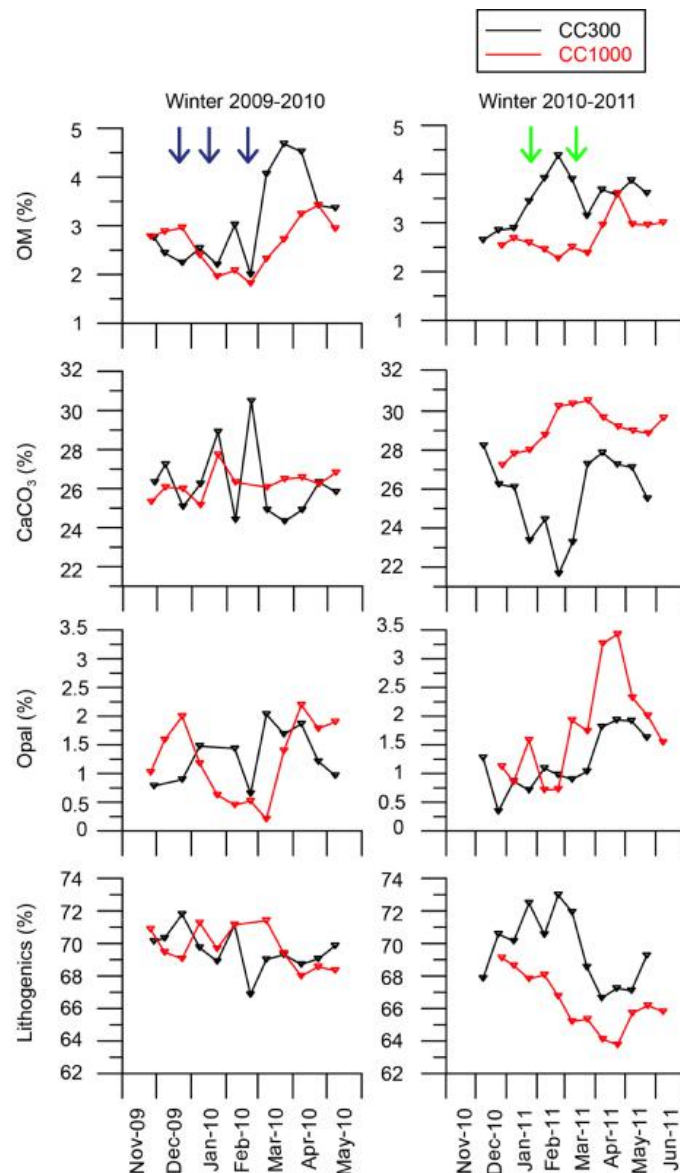 CC300
CC1000
Winter 2009-2010
Winter 2010-2011
OM (%)
5
4
3
2
1
5
4
3
2
1
CaCO₃ (%)
32
30
28
26
24
22
32
30
28
26
24
22
Opal (%)
3.5
3
2.5
2
1.5
1
0.5
0
3.5
3
2.5
2
1.5
1
0.5
0
Lithogenics (%)
74
72
70
68
66
64
62
74
72
70
68
66
64
62
Nov-09
Dec-09
Jan-10
Feb-10
Mar-10
Apr-10
May-10
Nov-10
Dec-10
Jan-11
Feb-11
Mar-11
Apr-11
May-11
Jun-11